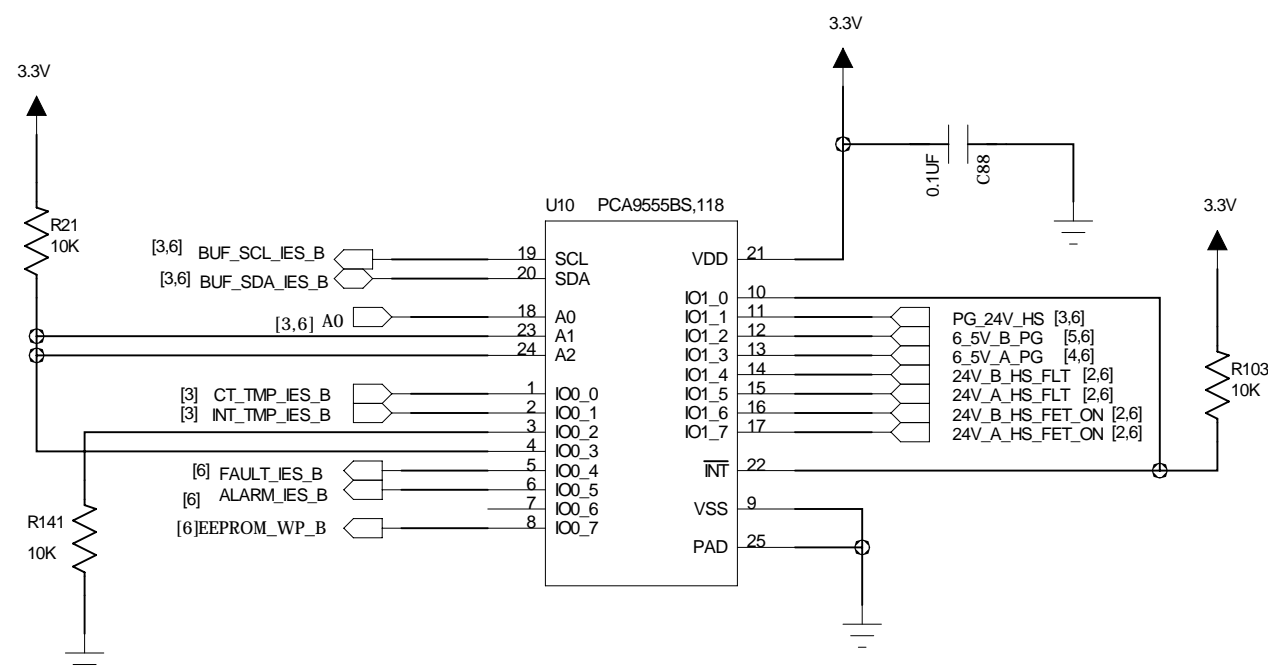 3.3V
3.3V
0.1UF
C88
U10 PCA9555BS,118
3.3V
R21
10K
[3,6] BUF_SCL_IES_B 19 SCL
VDD 21
[3,6] BUF_SDA_IES_B 20 SDA
IO1_0 10
[3,6] A0 18 A0
IO1_1 11 PG_24V_HS [3,6]
23 A1
IO1_2 12 6_5V_B_PG [5,6]
24 A2
IO1_3 13 6_5V_A_PG [4,6]
IO1_4 14 24V_B_HS_FLT [2,6]
R103
10K
[3] CT_TMP_IES_B 1 IO0_0
IO1_5 15 24V_A_HS_FLT [2,6]
[3] INT_TMP_IES_B 2 IO0_1
IO1_6 16 24V_B_HS_FET_ON [2,6]
3 IO0_2
IO1_7 17 24V_A_HS_FET_ON [2,6]
4 IO0_3
[6] FAULT_IES_B 5 IO0_4
INT 22
[6] ALARM_IES_B 6 IO0_5
7 IO0_6
VSS 9
[6]EEPROM_WP_B 8 IO0_7
PAD 25
R141
10K